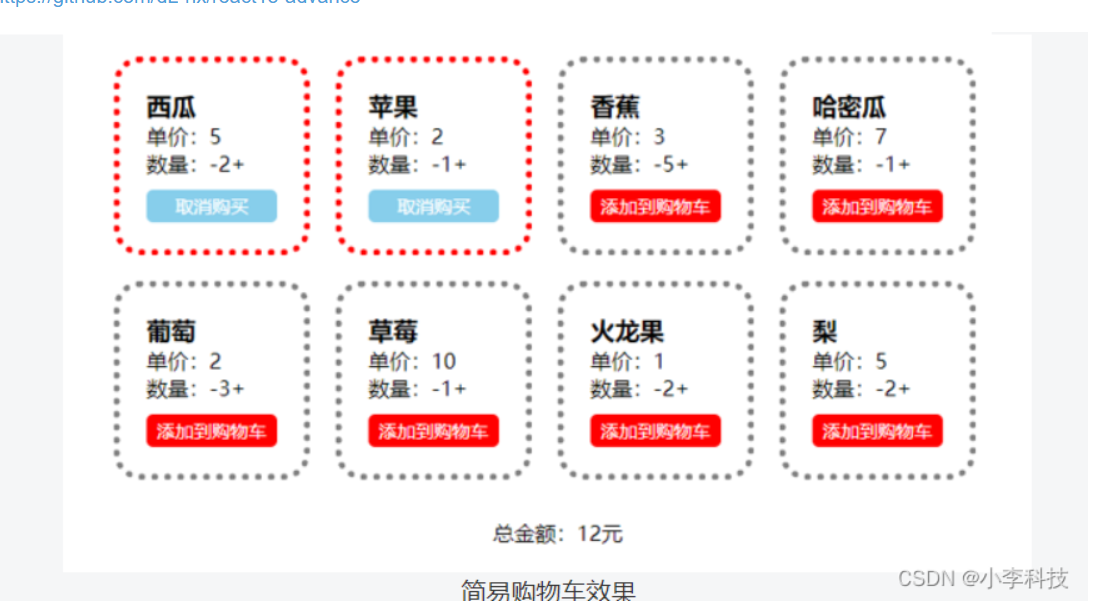 https://github.com/dz-hx/react18-advance
西瓜 苹果 香蕉 哈密瓜
单价：5 单价：2 单价：3 单价：7
数量：-2+ 数量：-1+ 数量：-5+ 数量：-1+
取消购买 取消购买 添加到购物车 添加到购物车
葡萄 草莓 火龙果 梨
单价：2 单价：10 单价：1 单价：5
数量：-3+ 数量：-1+ 数量：-2+ 数量：-2+
添加到购物车 添加到购物车 添加到购物车 添加到购物车
总金额：12元
简易购物车效果
CSDN @小李科技